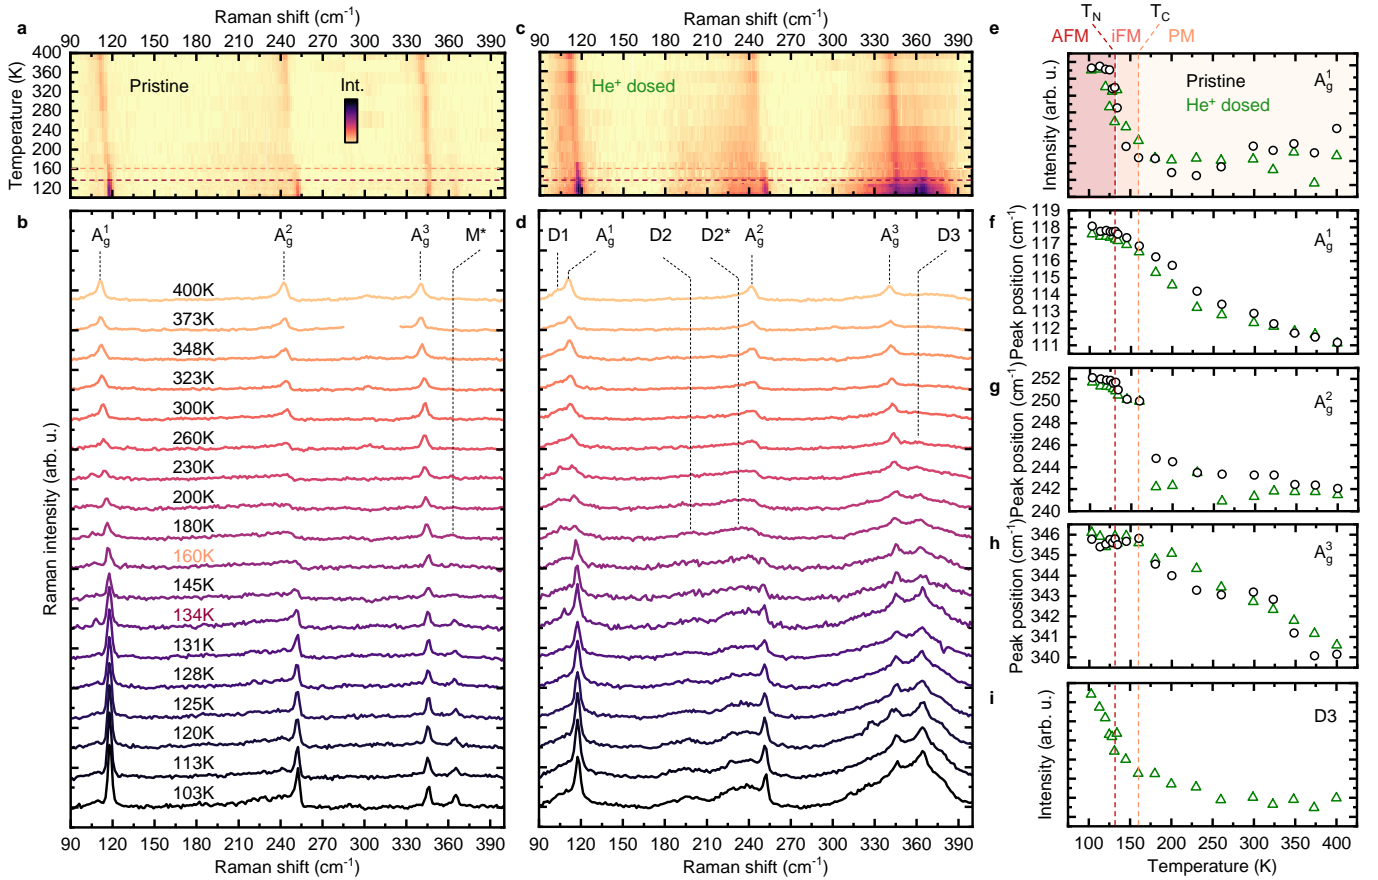 a
Raman shift (cm⁻¹)
90 120 150 180 210 240 270 300 330 360 390
Temperature (K)
400
360
320
280
240
200
160
120
Pristine
Int.
b
Raman intensity (arb. u.)
A¹g A²g A³g M*
400K
373K
348K
323K
300K
260K
230K
200K
180K
160K
145K
134K
131K
128K
125K
120K
113K
103K
90 120 150 180 210 240 270 300 330 360 390
Raman shift (cm⁻¹)
c
Raman shift (cm⁻¹)
90 120 150 180 210 240 270 300 330 360 390
He⁺ dosed
d
D1 A¹g D2 D2* A²g A³g D3
90 120 150 180 210 240 270 300 330 360 390
Raman shift (cm⁻¹)
T_N T_C
AFM iFM PM
e
Intensity (arb. u.)
Pristine
He⁺ dosed
A¹g
f
Peak position (cm⁻¹)
119
118
117
116
115
114
113
112
111
A¹g
g
Peak position (cm⁻¹)
252
250
248
246
244
242
240
A²g
h
Peak position (cm⁻¹)
346
345
344
343
342
341
340
A³g
i
Intensity (arb. u.)
D3
100 150 200 250 300 350 400
Temperature (K)